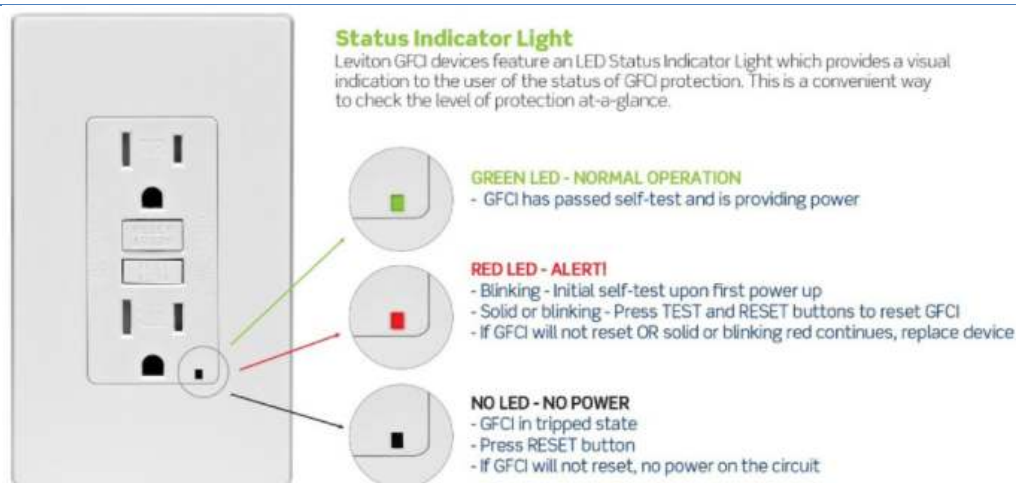 Status Indicator Light
Leviton GFCI devices feature an LED Status Indicator Light which provides a visual
indication to the user of the status of GFCI protection. This is a convenient way
to check the level of protection at-a-glance.
GREEN LED - NORMAL OPERATION
- GFCI has passed self-test and is providing power
RED LED - ALERT!
- Blinking - Initial self-test upon first power up
- Solid or blinking - Press TEST and RESET buttons to reset GFCI
- If GFCI will not reset OR solid or blinking red continues, replace device
NO LED - NO POWER
- GFCI in tripped state
- Press RESET button
- If GFCI will not reset, no power on the circuit